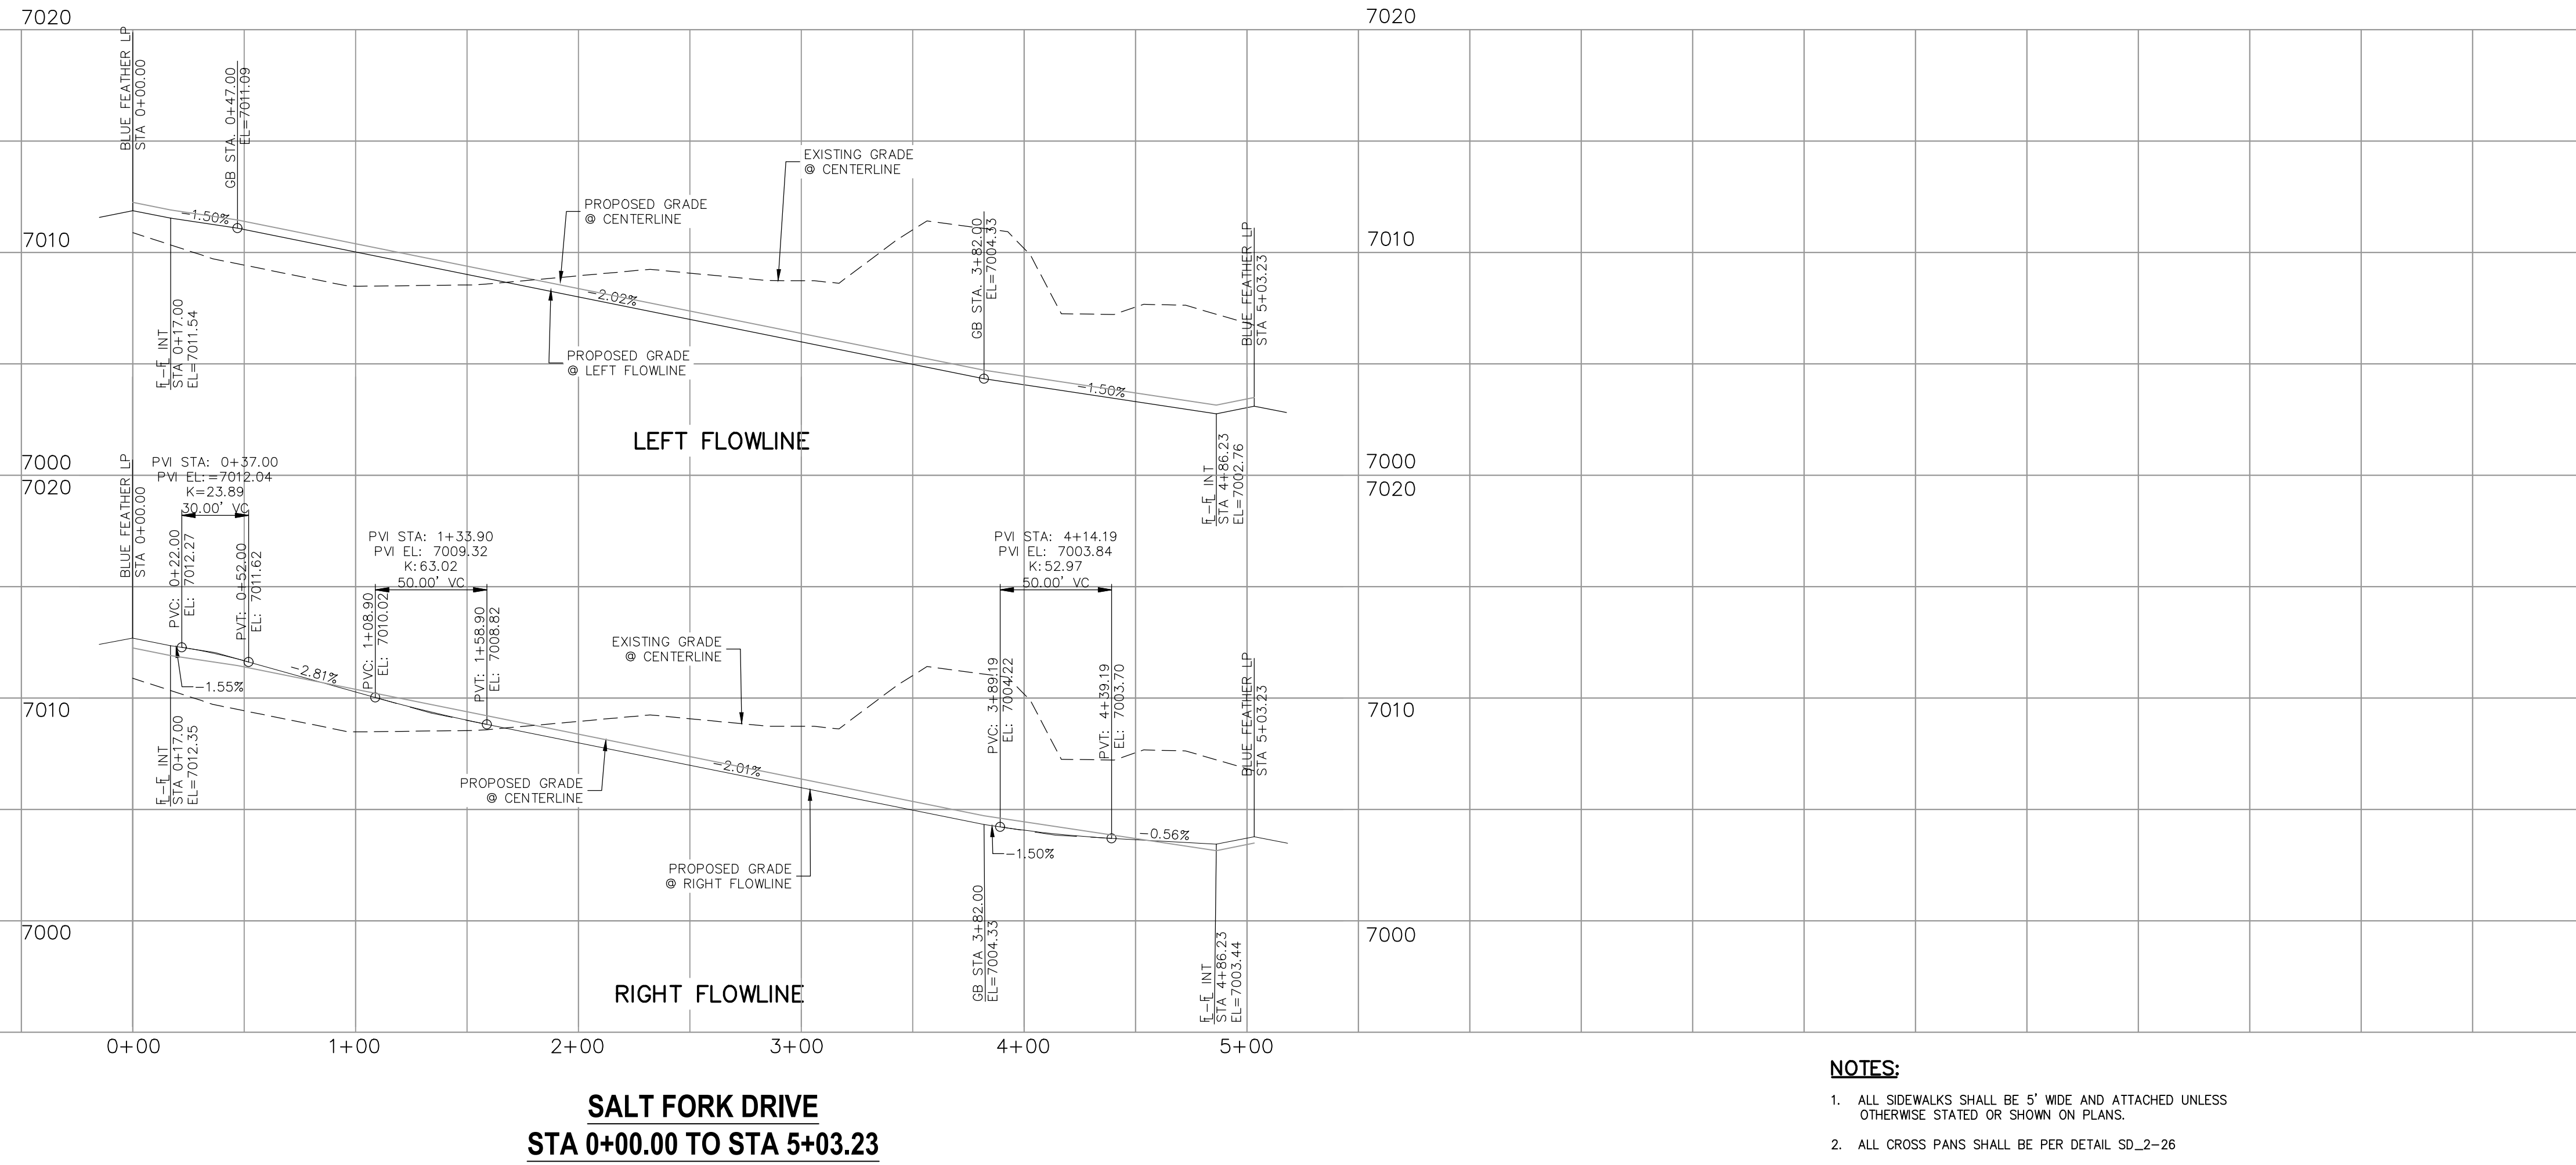 7020
7020
BLUE FEATHER LP
STA 0+00.00
GB STA. 0+47.00
EL=7011.09
EXISTING GRADE
@ CENTERLINE
PROPOSED GRADE
@ CENTERLINE
-1.50%
7010
7010
GB STA. 3+82.00
EL=7004.33
BLUE FEATHER LP
STA 5+03.23
-2.02%
FL-FL INT
STA 0+17.00
EL=7011.54
PROPOSED GRADE
@ LEFT FLOWLINE
-1.50%
LEFT FLOWLINE
FL-FL INT
STA 4+86.23
EL=7002.76
7000
7000
7020
7020
BLUE FEATHER LP
STA 0+00.00
PVI STA: 0+37.00
PVI EL:=7012.04
K=23.89
30.00' VC
PVC: 0+22.00
EL: 7012.27
PVT: 0+52.00
EL: 7011.62
PVI STA: 1+33.90
PVI EL: 7009.32
K:63.02
50.00' VC
PVC: 1+08.90
EL: 7010.02
PVT: 1+58.90
EL: 7008.82
PVI STA: 4+14.19
PVI EL: 7003.84
K:52.97
50.00' VC
PVC: 3+89.19
EL: 7004.22
PVT: 4+39.19
EL: 7003.70
BLUE FEATHER LP
STA 5+03.23
EXISTING GRADE
@ CENTERLINE
-2.81%
-1.55%
7010
7010
FL-FL INT
STA 0+17.00
EL=7012.35
-2.01%
PROPOSED GRADE
@ CENTERLINE
-0.56%
-1.50%
PROPOSED GRADE
@ RIGHT FLOWLINE
GB STA 3+82.00
EL=7004.33
FL-FL INT
STA 4+86.23
EL=7003.44
7000
7000
RIGHT FLOWLINE
0+00
1+00
2+00
3+00
4+00
5+00
SALT FORK DRIVE
STA 0+00.00 TO STA 5+03.23
NOTES:
1. ALL SIDEWALKS SHALL BE 5' WIDE AND ATTACHED UNLESS
OTHERWISE STATED OR SHOWN ON PLANS.
2. ALL CROSS PANS SHALL BE PER DETAIL SD_2-26